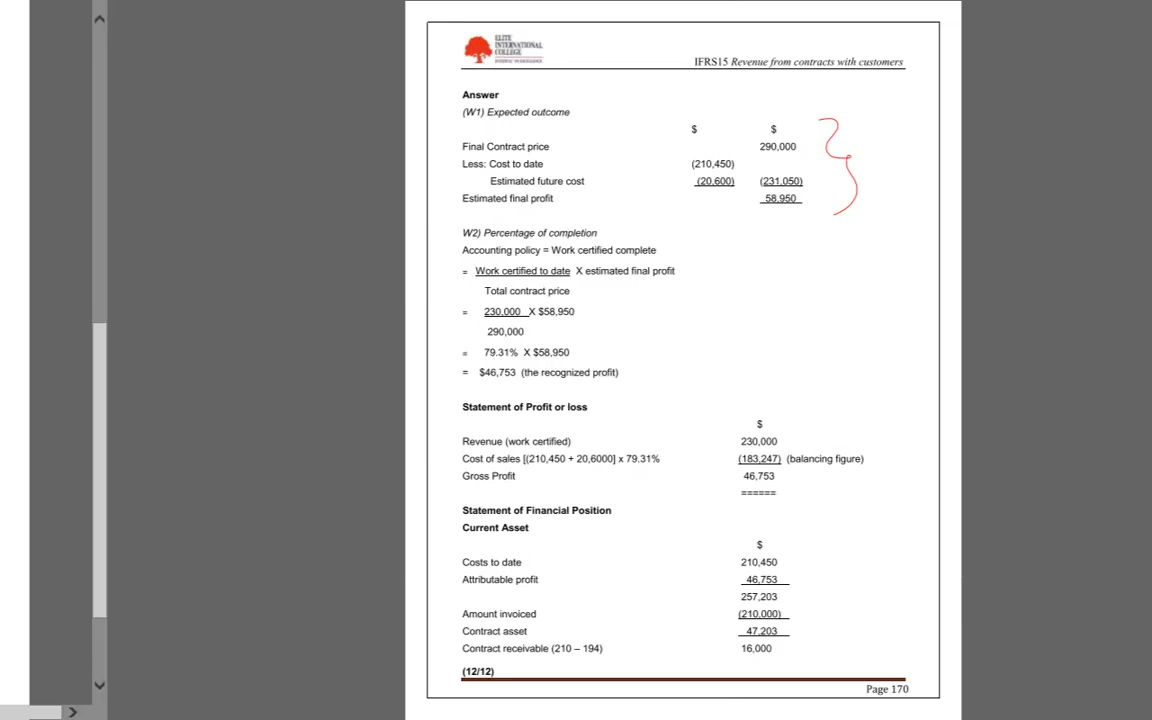 ELITE
INTERNATIONAL
COLLEGE
IFRS15 Revenue from contracts with customers
Answer
(W1) Expected outcome
$ $
Final Contract price 290,000
Less: Cost to date (210,450)
Estimated future cost (20,600) (231,050)
Estimated final profit 58,950
W2) Percentage of completion
Accounting policy = Work certified complete
= Work certified to date X estimated final profit
Total contract price
= 230,000 X $58,950
290,000
= 79.31% X $58,950
= $46,753 (the recognized profit)
Statement of Profit or loss
$
Revenue (work certified) 230,000
Cost of sales [(210,450 + 20,6000] x 79.31% (183,247) (balancing figure)
Gross Profit 46,753
======
Statement of Financial Position
Current Asset
$
Costs to date 210,450
Attributable profit 46,753
257,203
Amount invoiced (210,000)
Contract asset 47,203
Contract receivable (210 – 194) 16,000
(12/12)
Page 170